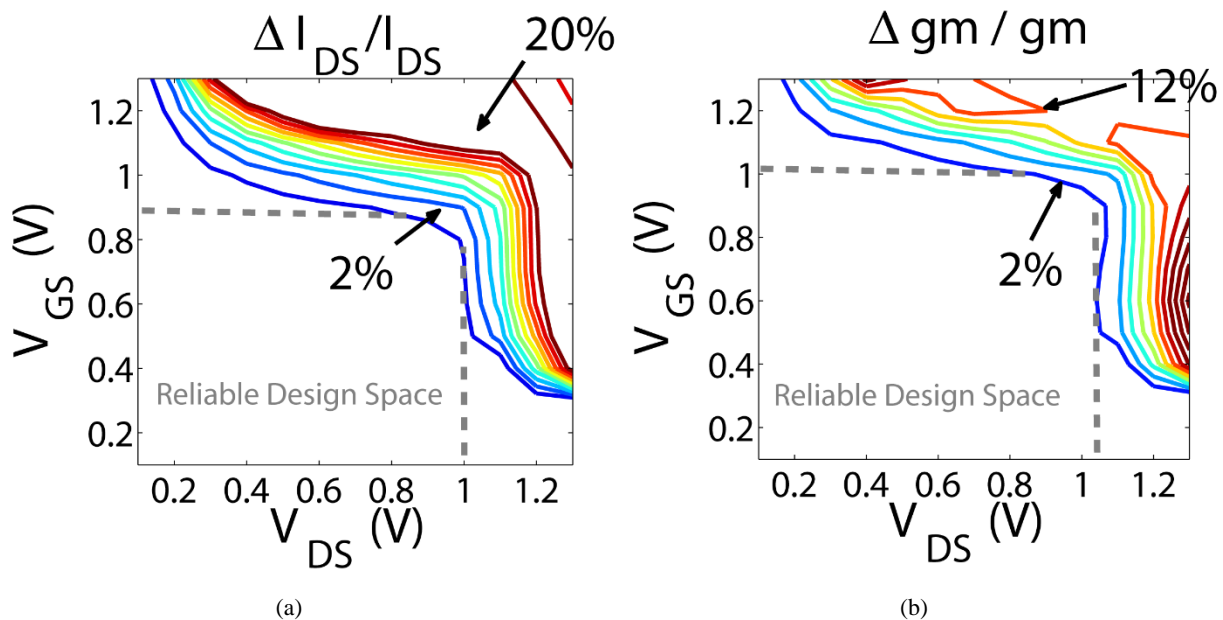 Δ I_DS/I_DS
20%
V_GS (V)
1.2
1
0.8
0.6
0.4
0.2
2%
Reliable Design Space
0.2 0.4 0.6 0.8 1 1.2
V_DS (V)
(a)
Δ gm / gm
12%
V_GS (V)
1.2
1
0.8
0.6
0.4
0.2
2%
Reliable Design Space
0.2 0.4 0.6 0.8 1 1.2
V_DS (V)
(b)